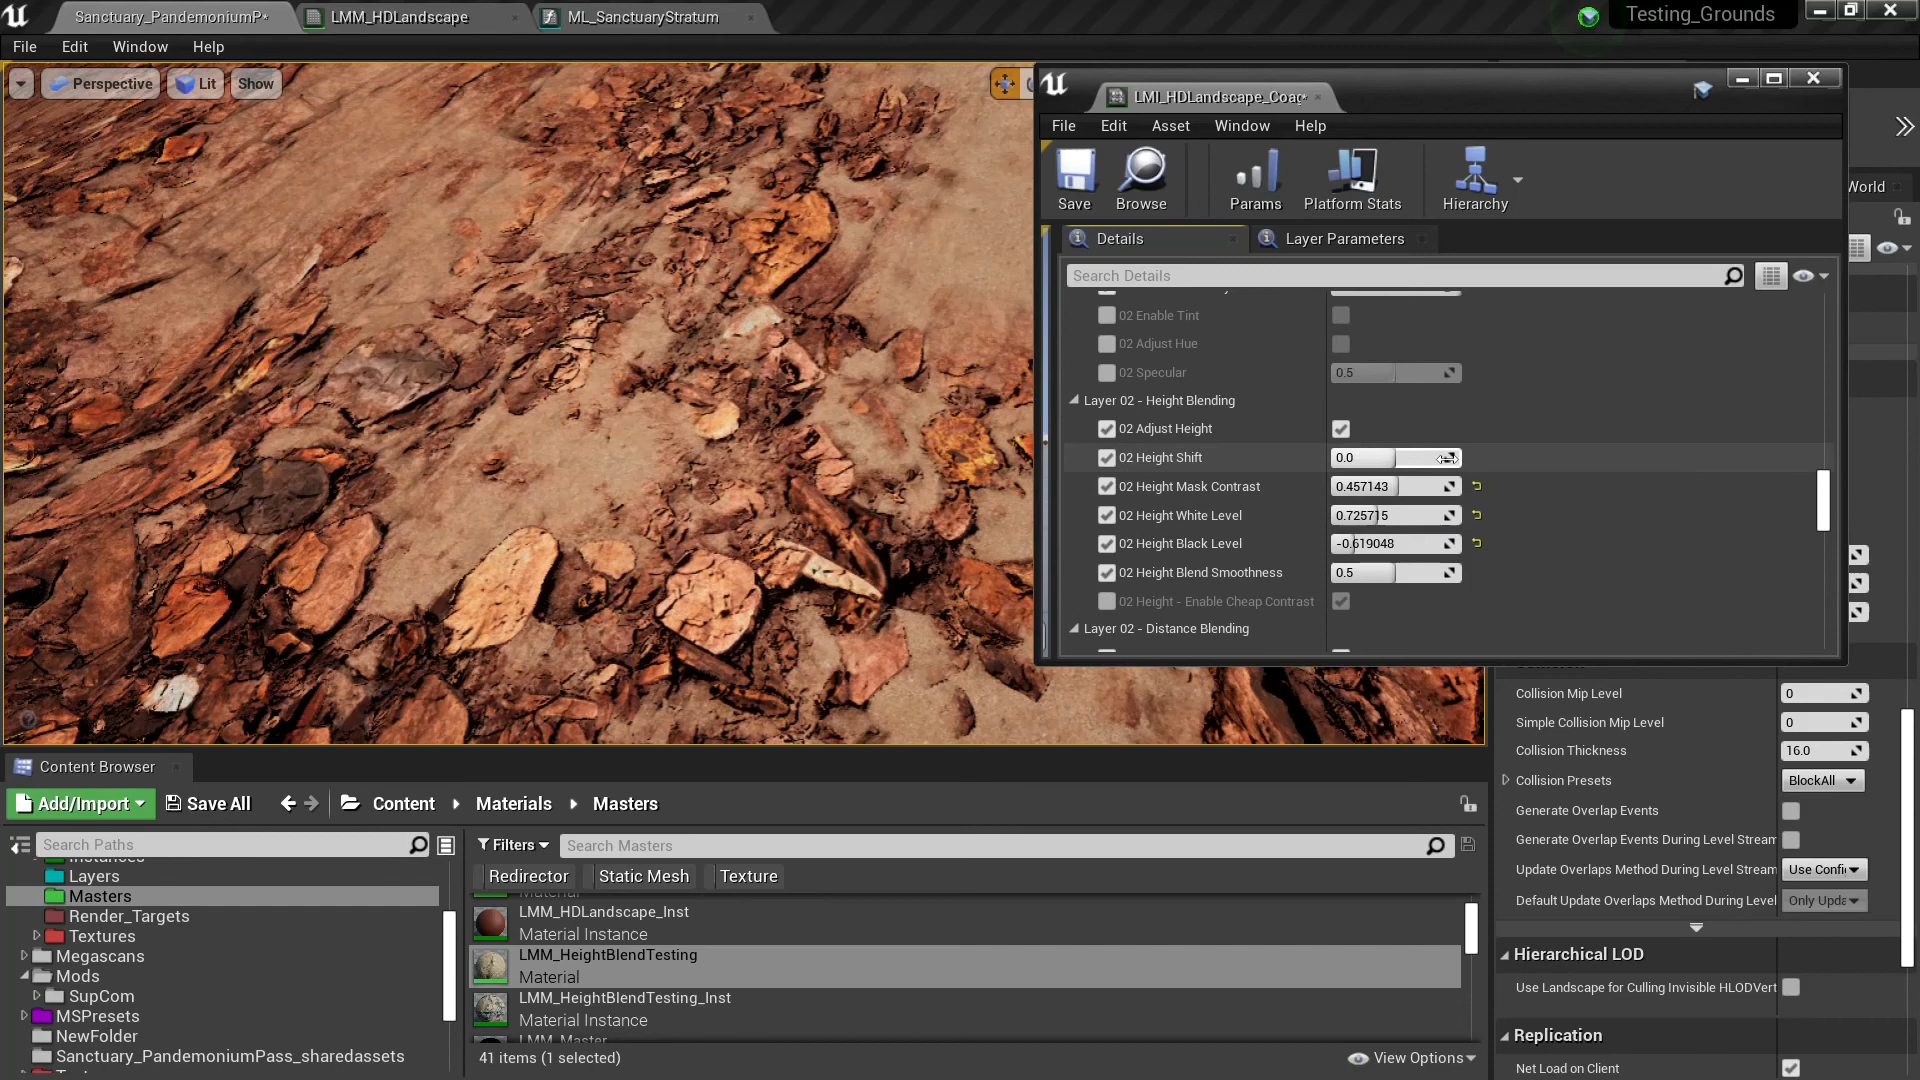 Sanctuary_PandemoniumP*
LMM_HDLandscape
ML_SanctuaryStratum
Testing_Grounds
File Edit Window Help
Perspective Lit Show
LMI_HDLandscape_Coag*
File Edit Asset Window Help
Save Browse Params Platform Stats Hierarchy
World
Details Layer Parameters
Search Details
02 Enable Tint
02 Adjust Hue
02 Specular 0.5
Layer 02 - Height Blending
02 Adjust Height
02 Height Shift 0.0
02 Height Mask Contrast 0.457143
02 Height White Level 0.725715
02 Height Black Level -0.619048
02 Height Blend Smoothness 0.5
02 Height - Enable Cheap Contrast
Layer 02 - Distance Blending
Collision Mip Level 0
Simple Collision Mip Level 0
Collision Thickness 16.0
Collision Presets BlockAll
Generate Overlap Events
Generate Overlap Events During Level Stream
Update Overlaps Method During Level Stream Use Config
Default Update Overlaps Method During Level Only Upda
Hierarchical LOD
Use Landscape for Culling Invisible HLODVert
Replication
Net Load on Client
Content Browser
Add/Import Save All Content Materials Masters
Search Paths
Filters Search Masters
Redirector Static Mesh Texture
Instances
Layers
Masters
Render_Targets
Textures
Megascans
Mods
SupCom
MSPresets
NewFolder
Sanctuary_PandemoniumPass_sharedassets
Material
LMM_HDLandscape_Inst
Material Instance
LMM_HeightBlendTesting
Material
LMM_HeightBlendTesting_Inst
Material Instance
LMM_Master
41 items (1 selected)
View Options